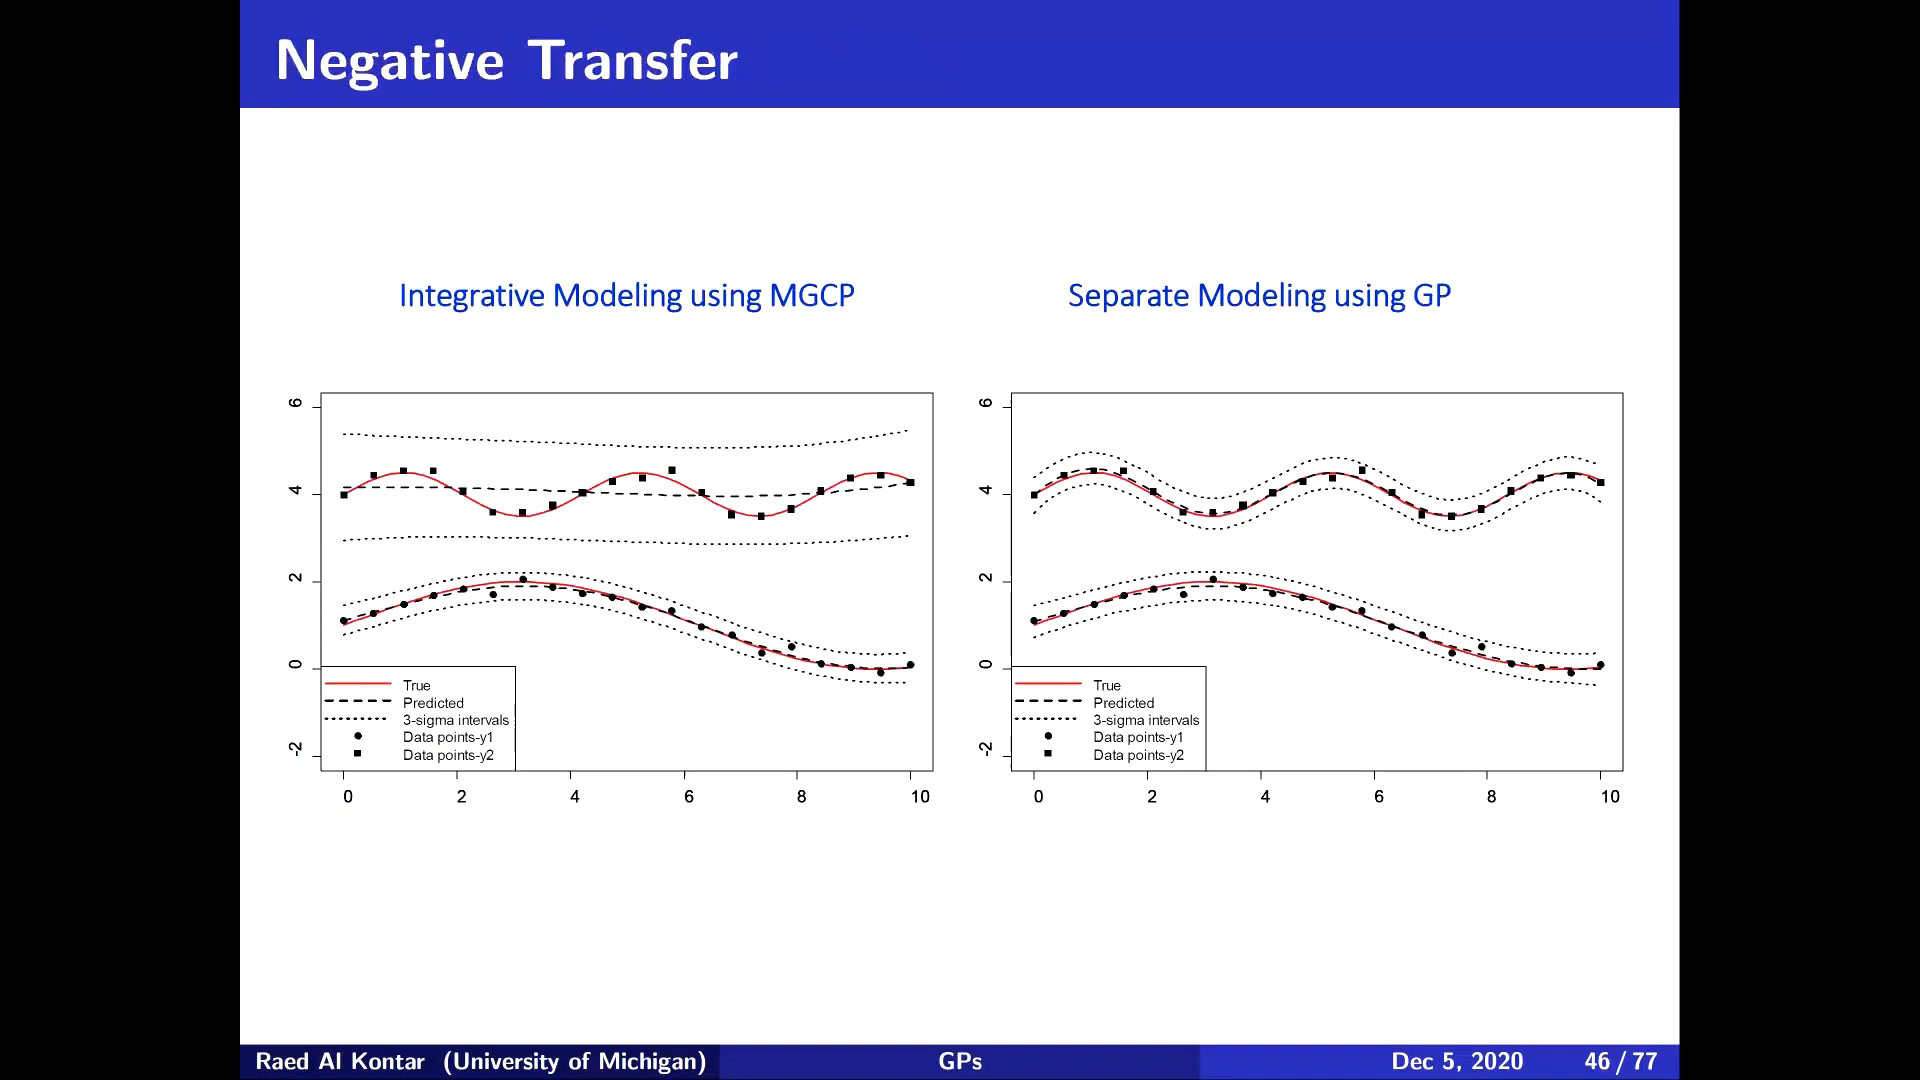 Negative Transfer
Integrative Modeling using MGCP
Separate Modeling using GP
6
4
2
0
-2
True
Predicted
3-sigma intervals
Data points-y1
Data points-y2
0 2 4 6 8 10
6
4
2
0
-2
True
Predicted
3-sigma intervals
Data points-y1
Data points-y2
0 2 4 6 8 10
Raed Al Kontar (University of Michigan) GPs Dec 5, 2020 46 / 77